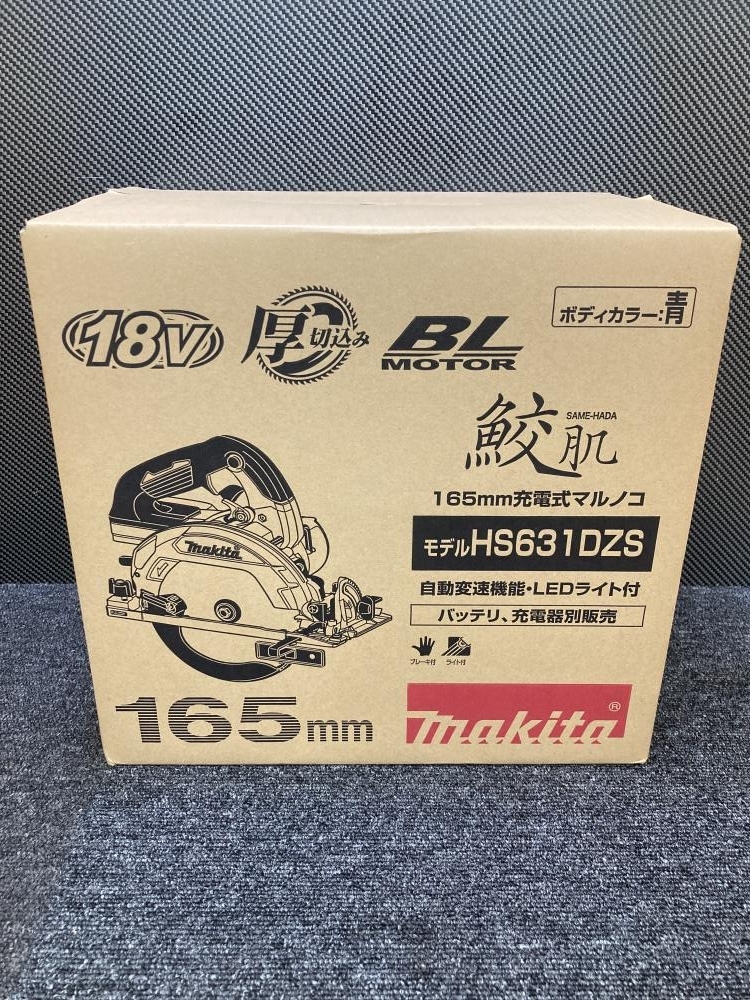 18V
厚切込み
BL
MOTOR
ボディカラー:青
鮫肌
SAME-HADA
165mm充電式マルノコ
モデルHS631DZS
自動変速機能・LEDライト付
バッテリ、充電器別販売
ブレーキ付 ライト付
makita
165mm
makita®